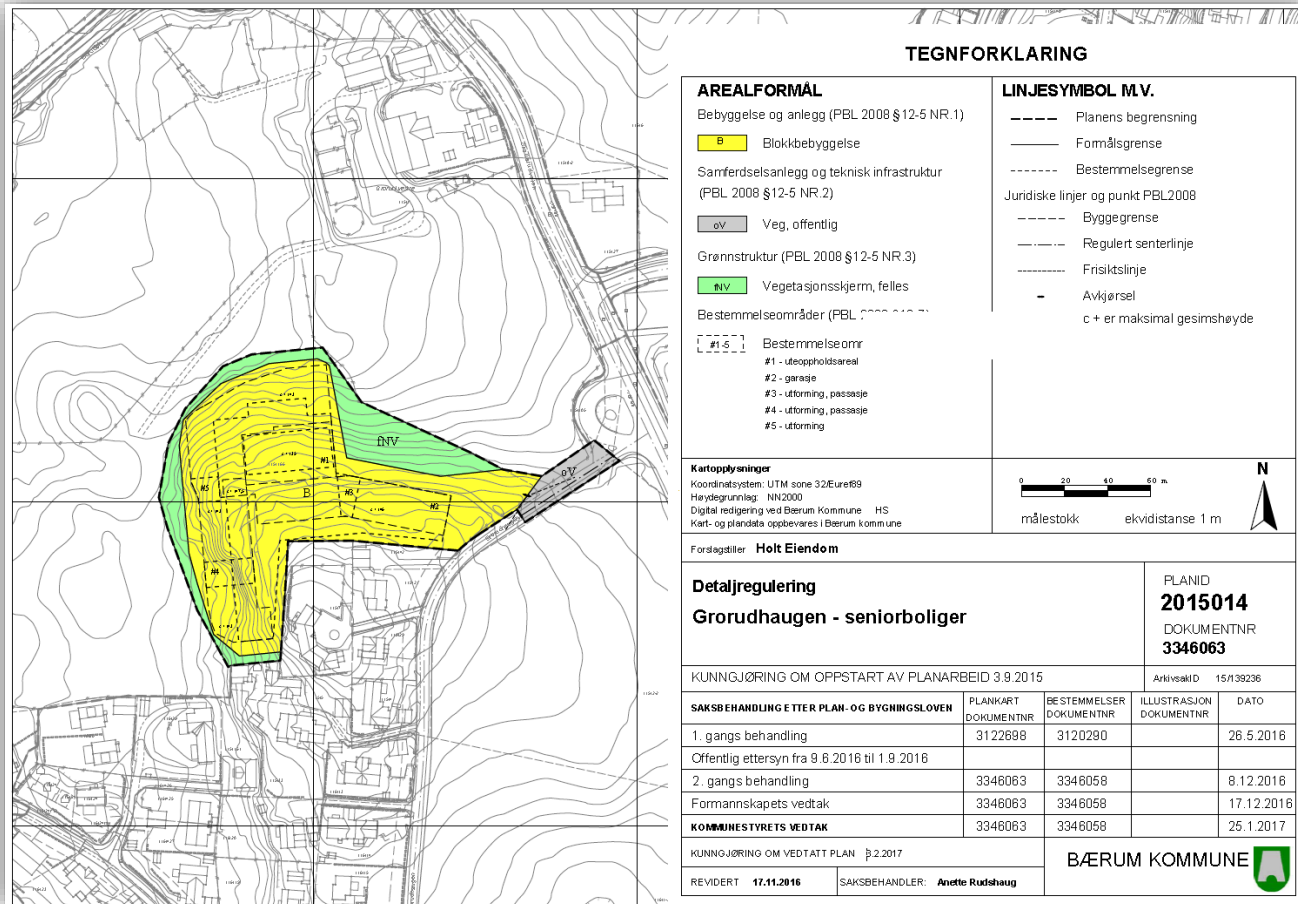 TEGNFORKLARING
AREALFORMÅL
Bebyggelse og anlegg (PBL 2008 §12-5 NR.1)
B Blokkbebyggelse
Samferdselsanlegg og teknisk infrastruktur
(PBL 2008 §12-5 NR.2)
oV Veg, offentlig
Grønnstruktur (PBL 2008 §12-5 NR.3)
fNV Vegetasjonsskjerm, felles
Bestemmelseområder (PBL
#1-5 Bestemmelseomr
#1 - uteoppholdsareal
#2 - garasje
#3 - utforming, passasje
#4 - utforming, passasje
#5 - utforming
LINJESYMBOL M.V.
Planens begrensning
Formålsgrense
Bestemmelsegrense
Juridiske linjer og punkt PBL2008
Byggegrense
Regulert senterlinje
Frisiktslinje
Avkjørsel
c + er maksimal gesimshøyde
fNV
oV
B
#1
#2
#3
#4
#5
Kartopplysninger
Koordinatsystem: UTM sone 32/Euref89
Høydegrunnlag: NN2000
Digital redigering ved Bærum Kommune HS
Kart- og plandata oppbevares i Bærum kommune
0 20 40 60 m
målestokk ekvidistanse 1 m
N
Forslagstiller Holt Eiendom
Detaljregulering
Grorudhaugen - seniorboliger
PLANID
2015014
DOKUMENTNR
3346063
KUNNGJØRING OM OPPSTART AV PLANARBEID 3.9.2015
ArkivsakID 15/139236
SAKSBEHANDLING ETTER PLAN- OG BYGNINGSLOVEN
PLANKART DOKUMENTNR
BESTEMMELSER DOKUMENTNR
ILLUSTRASJON DOKUMENTNR
DATO
1. gangs behandling 3122698 3120290 26.5.2016
Offentlig ettersyn fra 9.6.2016 til 1.9.2016
2. gangs behandling 3346063 3346058 8.12.2016
Formannskapets vedtak 3346063 3346058 17.12.2016
KOMMUNESTYRETS VEDTAK 3346063 3346058 25.1.2017
KUNNGJØRING OM VEDTATT PLAN 3.2.2017
REVIDERT 17.11.2016 SAKSBEHANDLER: Anette Rudshaug
BÆRUM KOMMUNE